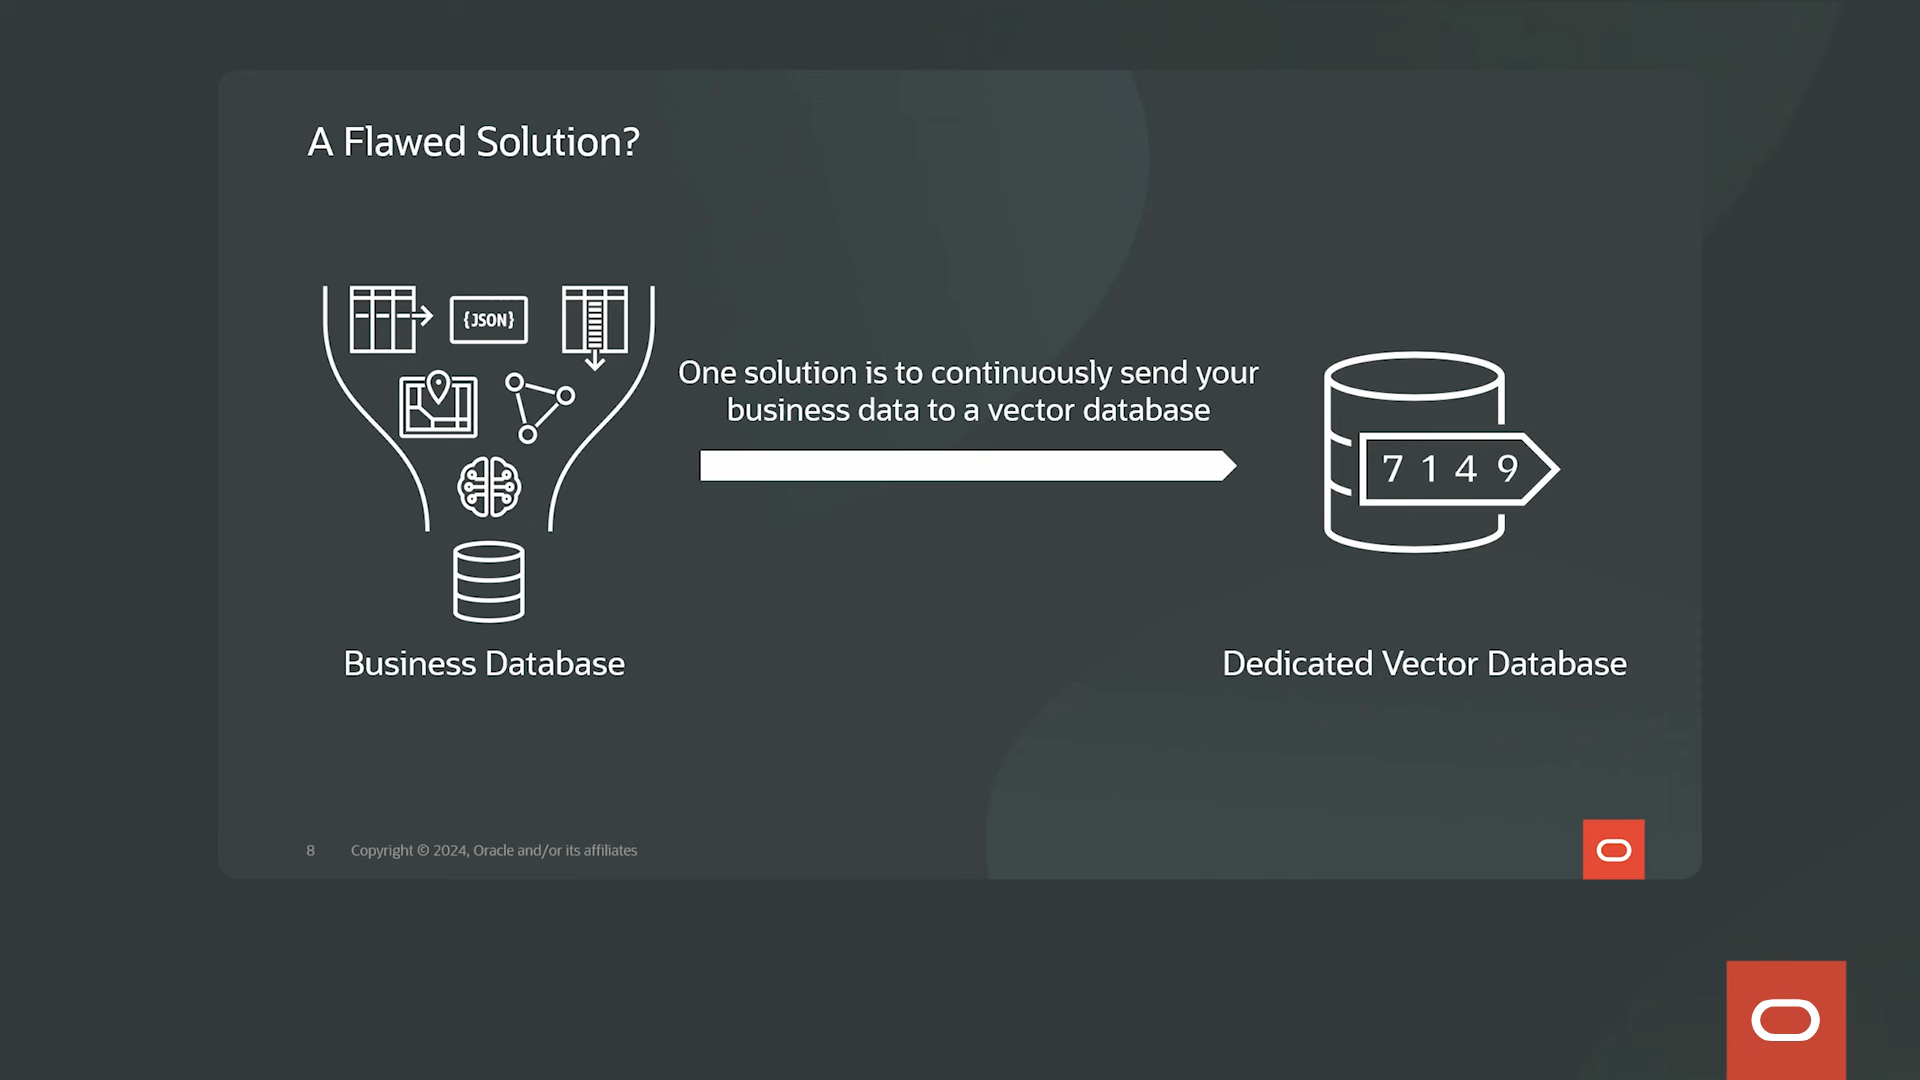 A Flawed Solution?
{JSON}
One solution is to continuously send your
business data to a vector database
7 1 4 9
Business Database
Dedicated Vector Database
8
Copyright © 2024, Oracle and/or its affiliates